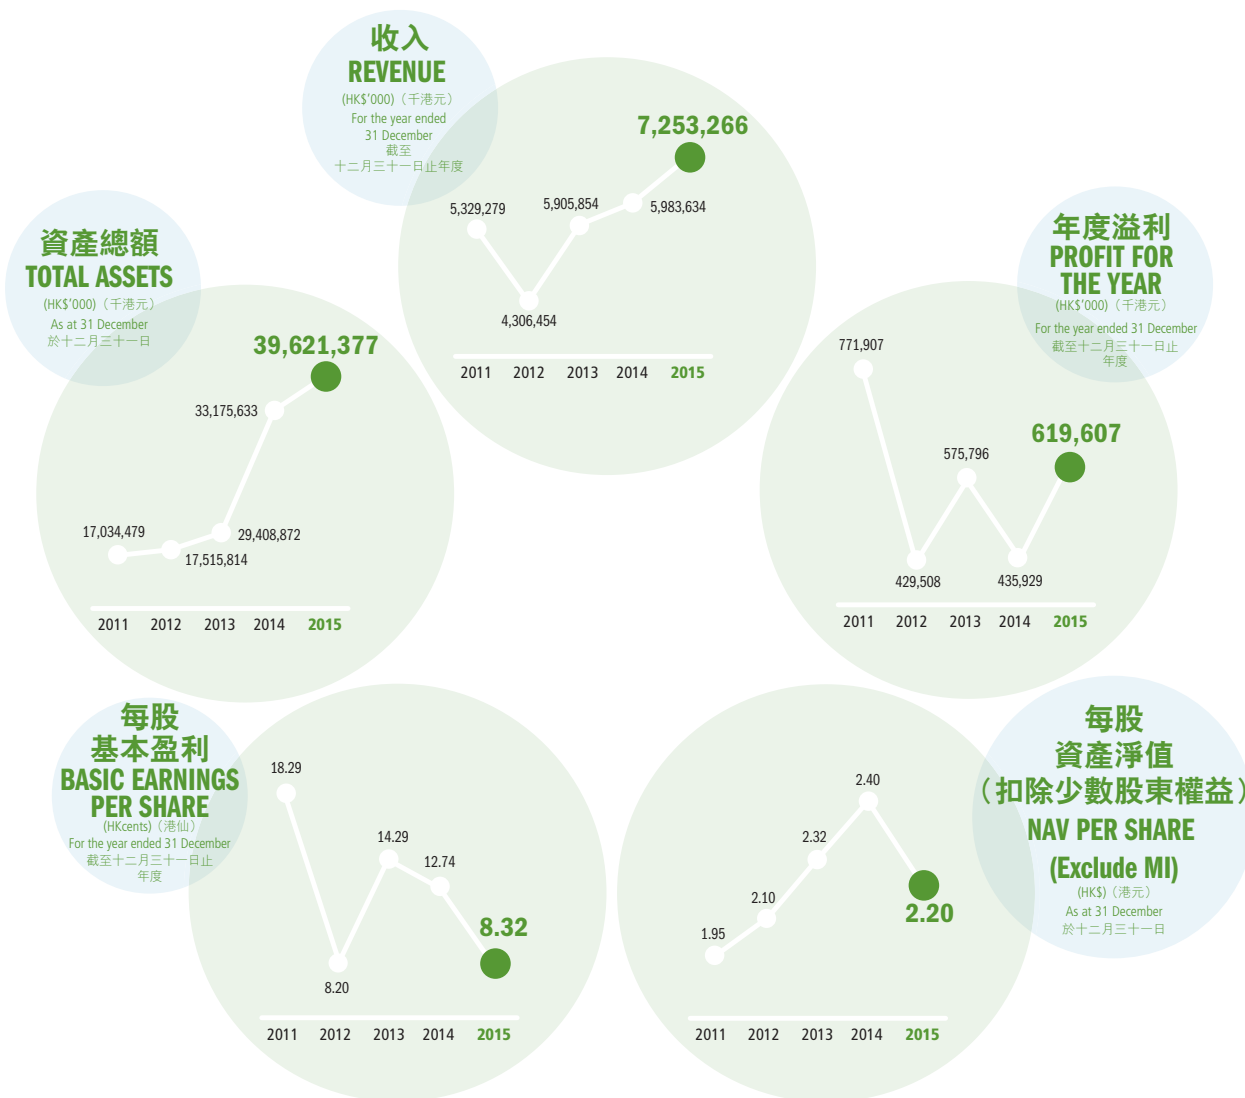 收入
REVENUE
(HK$'000)（千港元）
For the year ended
31 December
截至
十二月三十一日止年度
7,253,266
5,329,279
5,905,854
5,983,634
4,306,454
2011 2012 2013 2014 2015
資產總額
TOTAL ASSETS
(HK$'000)（千港元）
As at 31 December
於十二月三十一日
39,621,377
33,175,633
17,034,479
29,408,872
17,515,814
2011 2012 2013 2014 2015
年度溢利
PROFIT FOR
THE YEAR
(HK$'000)（千港元）
For the year ended 31 December
截至十二月三十一日止
年度
771,907
619,607
575,796
429,508
435,929
2011 2012 2013 2014 2015
每股
基本盈利
BASIC EARNINGS
PER SHARE
(HKcents)（港仙）
For the year ended 31 December
截至十二月三十一日止
年度
18.29
14.29
12.74
8.32
8.20
2011 2012 2013 2014 2015
每股
資產淨值
（扣除少數股東權益）
NAV PER SHARE
(Exclude MI)
(HK$)（港元）
As at 31 December
於十二月三十一日
2.40
2.32
2.10
2.20
1.95
2011 2012 2013 2014 2015